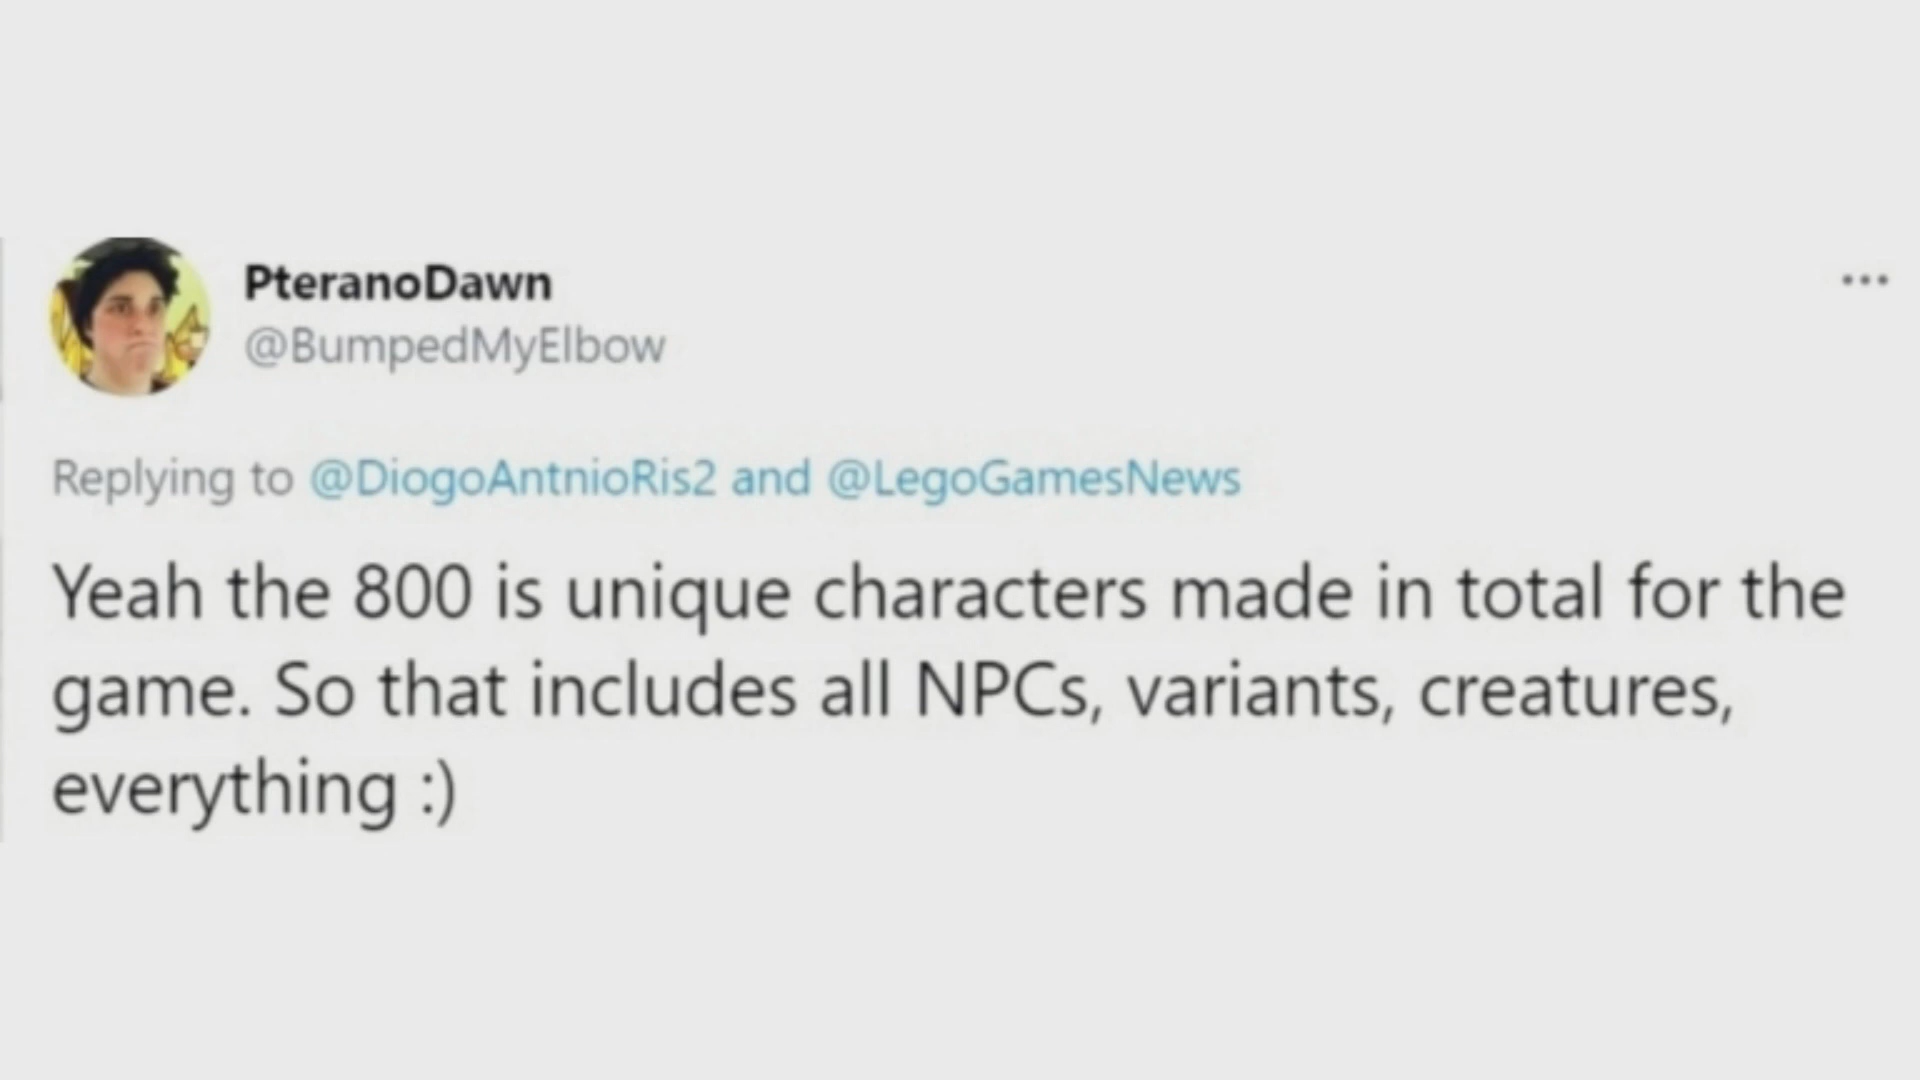 PteranoDawn
@BumpedMyElbow
Replying to @DiogoAntnioRis2 and @LegoGamesNews
Yeah the 800 is unique characters made in total for the
game. So that includes all NPCs, variants, creatures,
everything :)